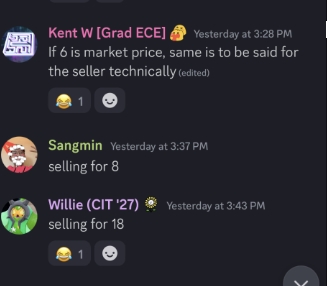 Kent W [Grad ECE] Yesterday at 3:28 PM
If 6 is market price, same is to be said for
the seller technically (edited)
😂 1
Sangmin Yesterday at 3:37 PM
selling for 8
Willie (CIT '27) Yesterday at 3:43 PM
selling for 18
😂 1